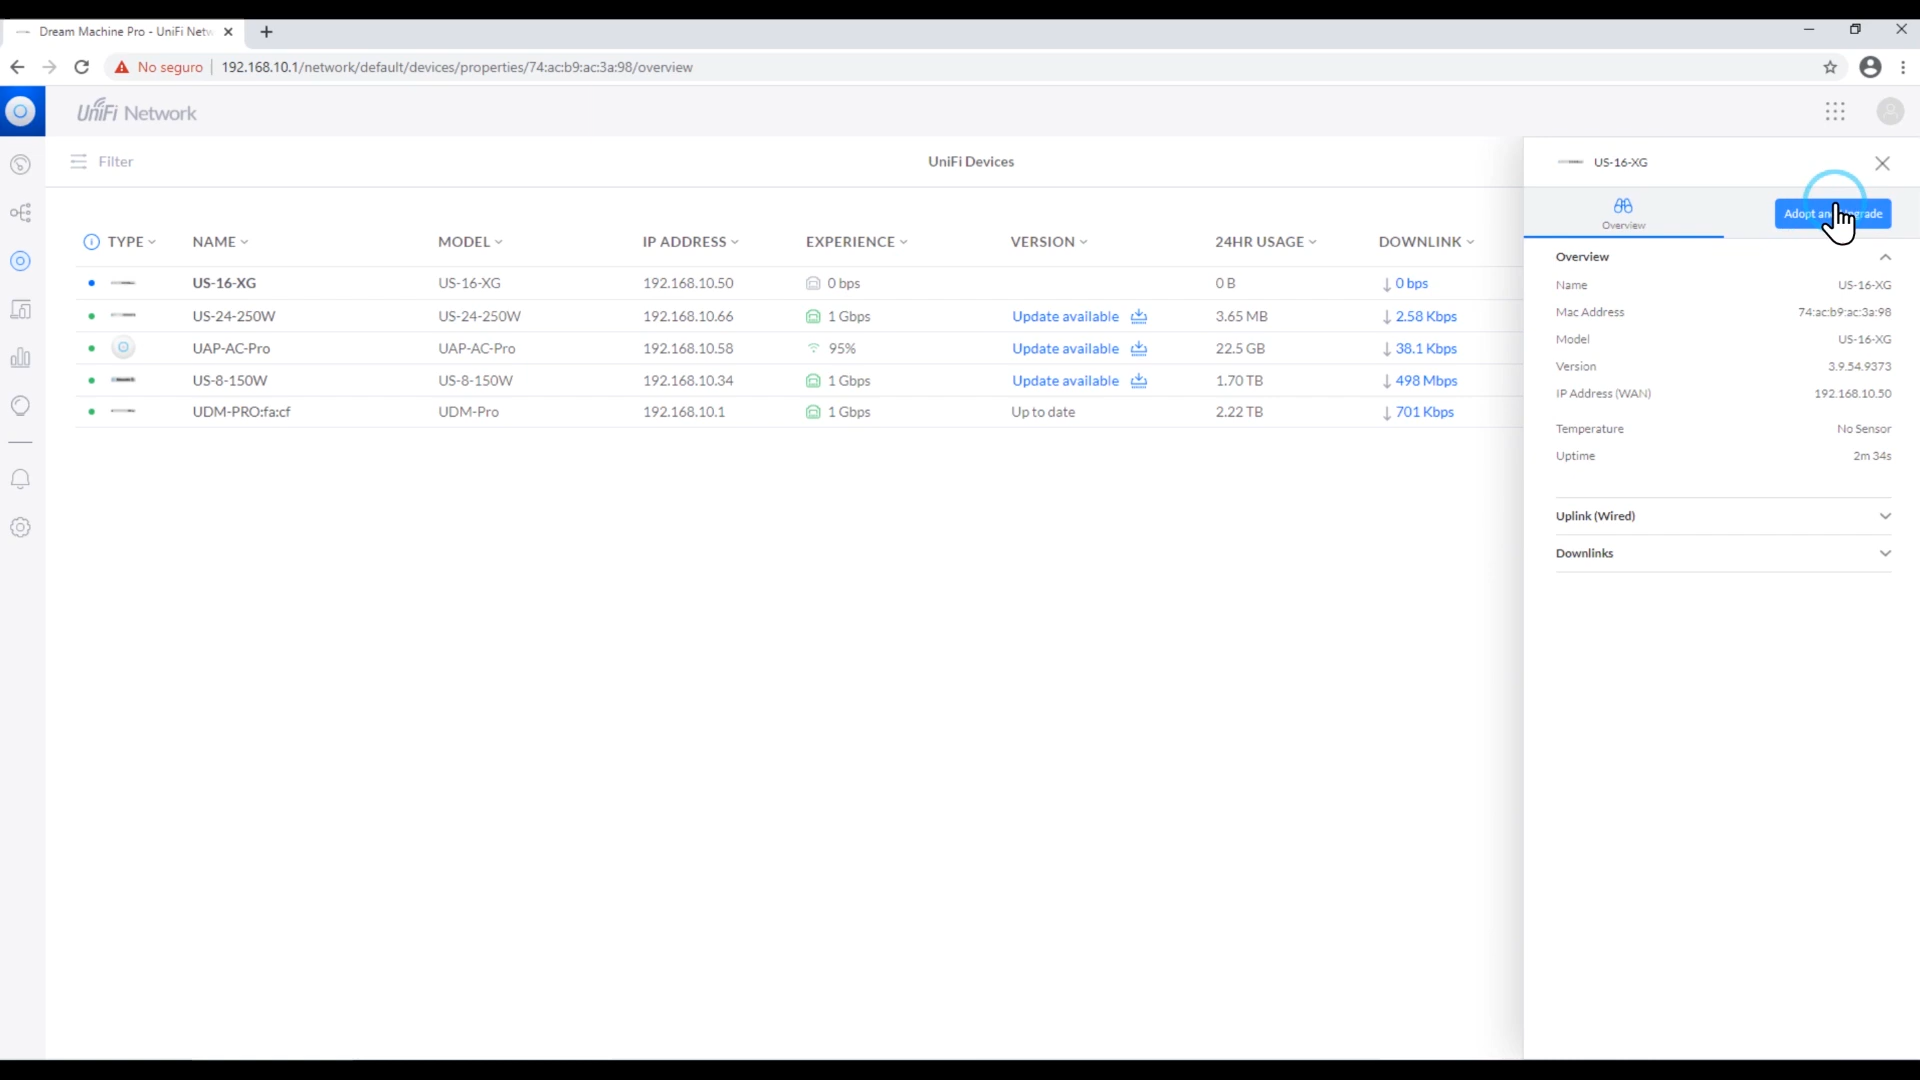 Dream Machine Pro - UniFi Netw
No seguro
192.168.10.1/network/default/devices/properties/74:ac:b9:ac:3a:98/overview
UniFi Network
Filter
UniFi Devices
TYPE NAME MODEL IP ADDRESS EXPERIENCE VERSION 24HR USAGE DOWNLINK
US-16-XG US-16-XG 192.168.10.50 0 bps 0 B ↓ 0 bps
US-24-250W US-24-250W 192.168.10.66 1 Gbps Update available 3.65 MB ↓ 2.58 Kbps
UAP-AC-Pro UAP-AC-Pro 192.168.10.58 95% Update available 22.5 GB ↓ 38.1 Kbps
US-8-150W US-8-150W 192.168.10.34 1 Gbps Update available 1.70 TB ↓ 498 Mbps
UDM-PRO:fa:cf UDM-Pro 192.168.10.1 1 Gbps Up to date 2.22 TB ↓ 701 Kbps
US-16-XG
Overview
Adopt
Overview
Name US-16-XG
Mac Address 74:ac:b9:ac:3a:98
Model US-16-XG
Version 3.9.54.9373
IP Address (WAN) 192.168.10.50
Temperature No Sensor
Uptime 2m 34s
Uplink (Wired)
Downlinks